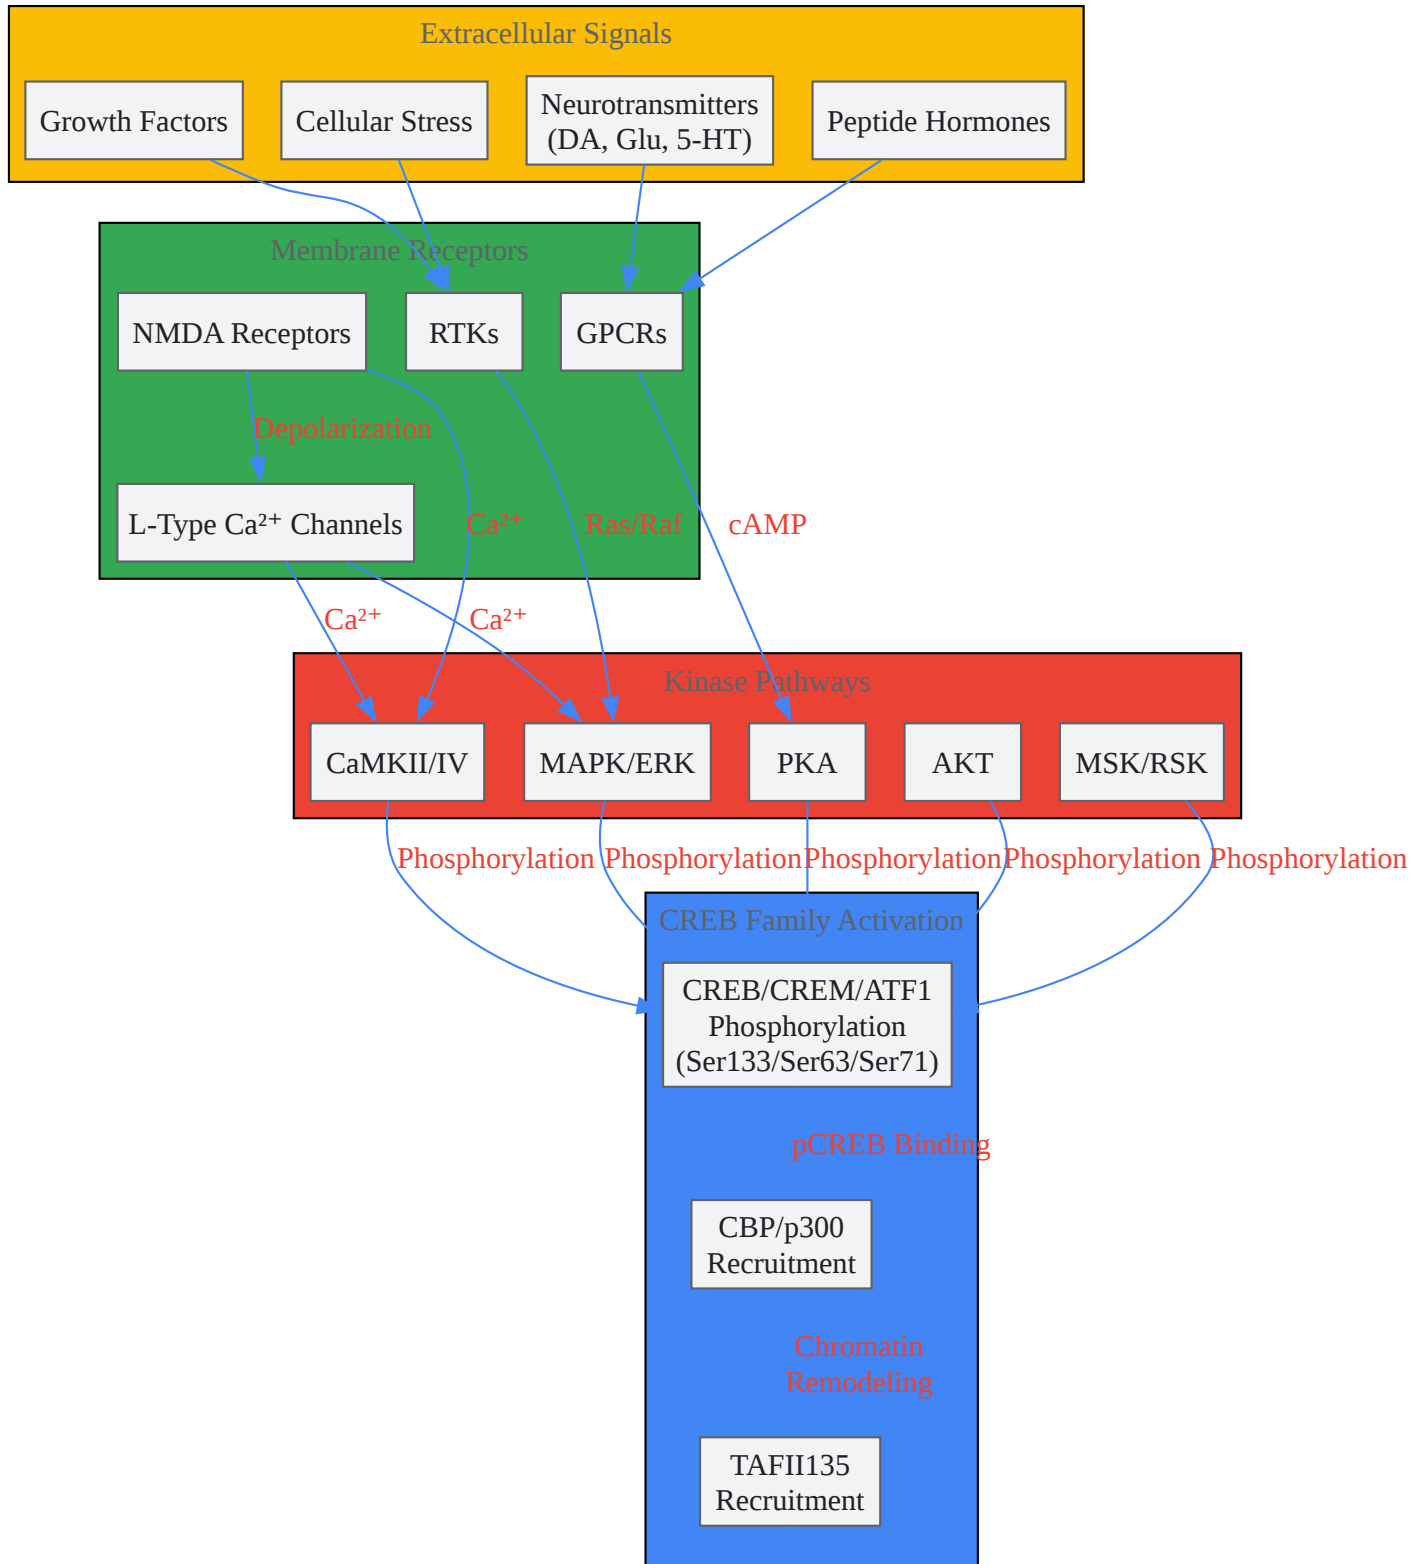 Extracellular Signals
Growth Factors
Cellular Stress
Neurotransmitters
(DA, Glu, 5-HT)
Peptide Hormones
Membrane Receptors
NMDA Receptors
RTKs
GPCRs
Depolarization
L-Type Ca²⁺ Channels
Ca²⁺
Ras/Raf
cAMP
Ca²⁺
Ca²⁺
Kinase Pathways
CaMKII/IV
MAPK/ERK
PKA
AKT
MSK/RSK
Phosphorylation
Phosphorylation
Phosphorylation
Phosphorylation
Phosphorylation
CREB Family Activation
CREB/CREM/ATF1
Phosphorylation
(Ser133/Ser63/Ser71)
pCREB Binding
CBP/p300
Recruitment
Chromatin
Remodeling
TAFII135
Recruitment